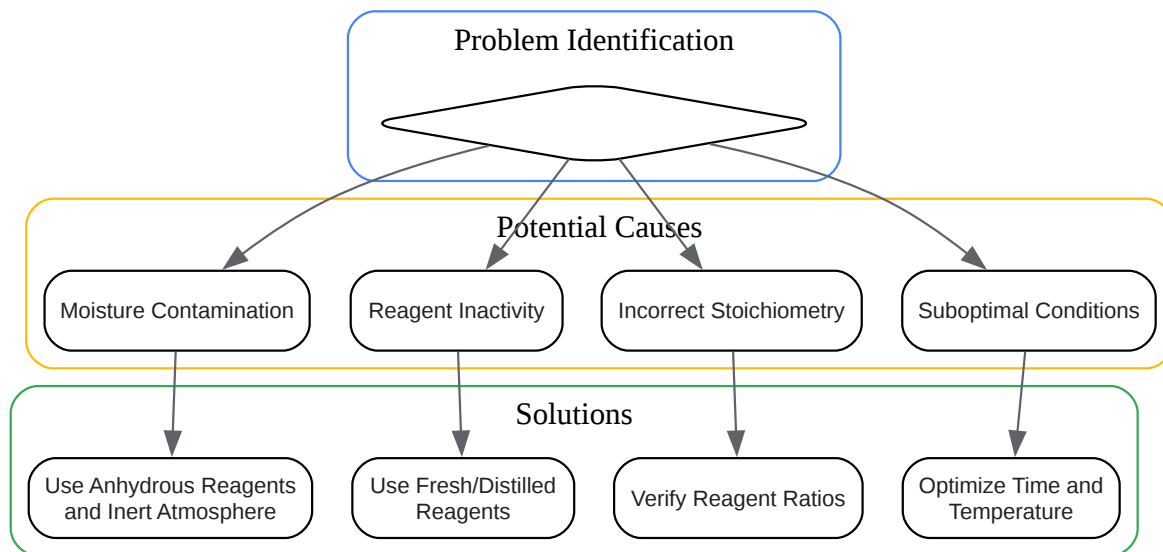 Problem Identification
Potential Causes
Moisture Contamination
Reagent Inactivity
Incorrect Stoichiometry
Suboptimal Conditions
Solutions
Use Anhydrous Reagents
and Inert Atmosphere
Use Fresh/Distilled
Reagents
Verify Reagent Ratios
Optimize Time and
Temperature